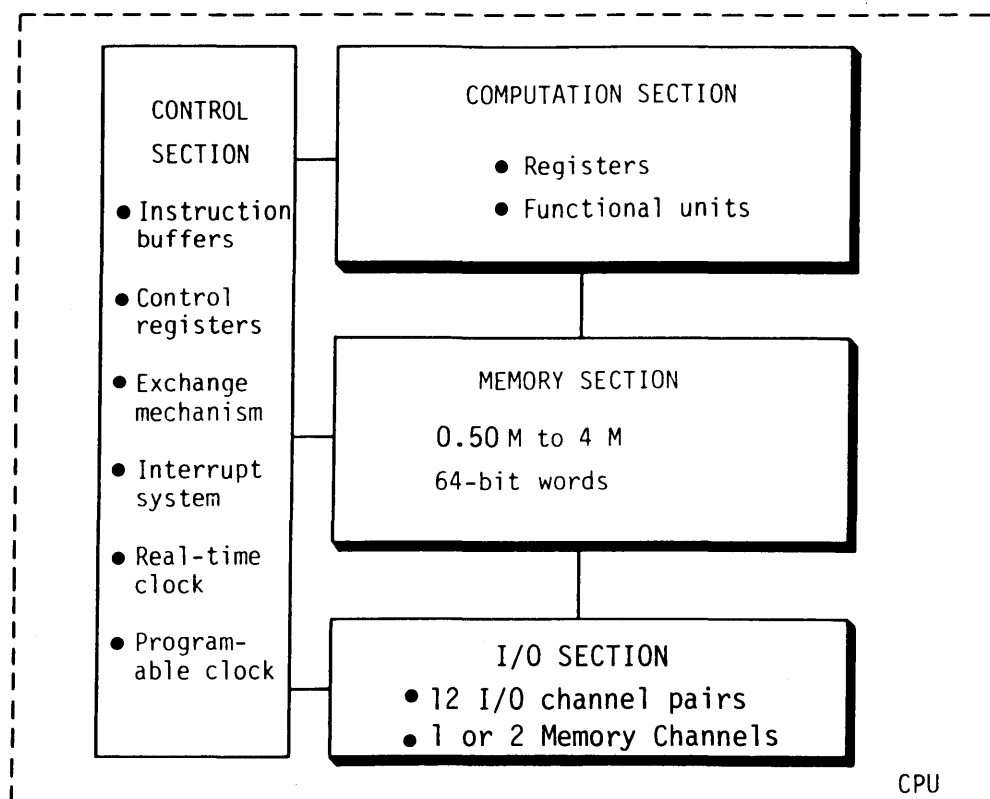 CONTROL
SECTION
● Instruction
buffers
● Control
registers
● Exchange
mechanism
● Interrupt
system
● Real-time
clock
● Program-
able clock
COMPUTATION SECTION
● Registers
● Functional units
MEMORY SECTION
0.50 M to 4 M
64-bit words
I/O SECTION
● 12 I/O channel pairs
● 1 or 2 Memory Channels
CPU